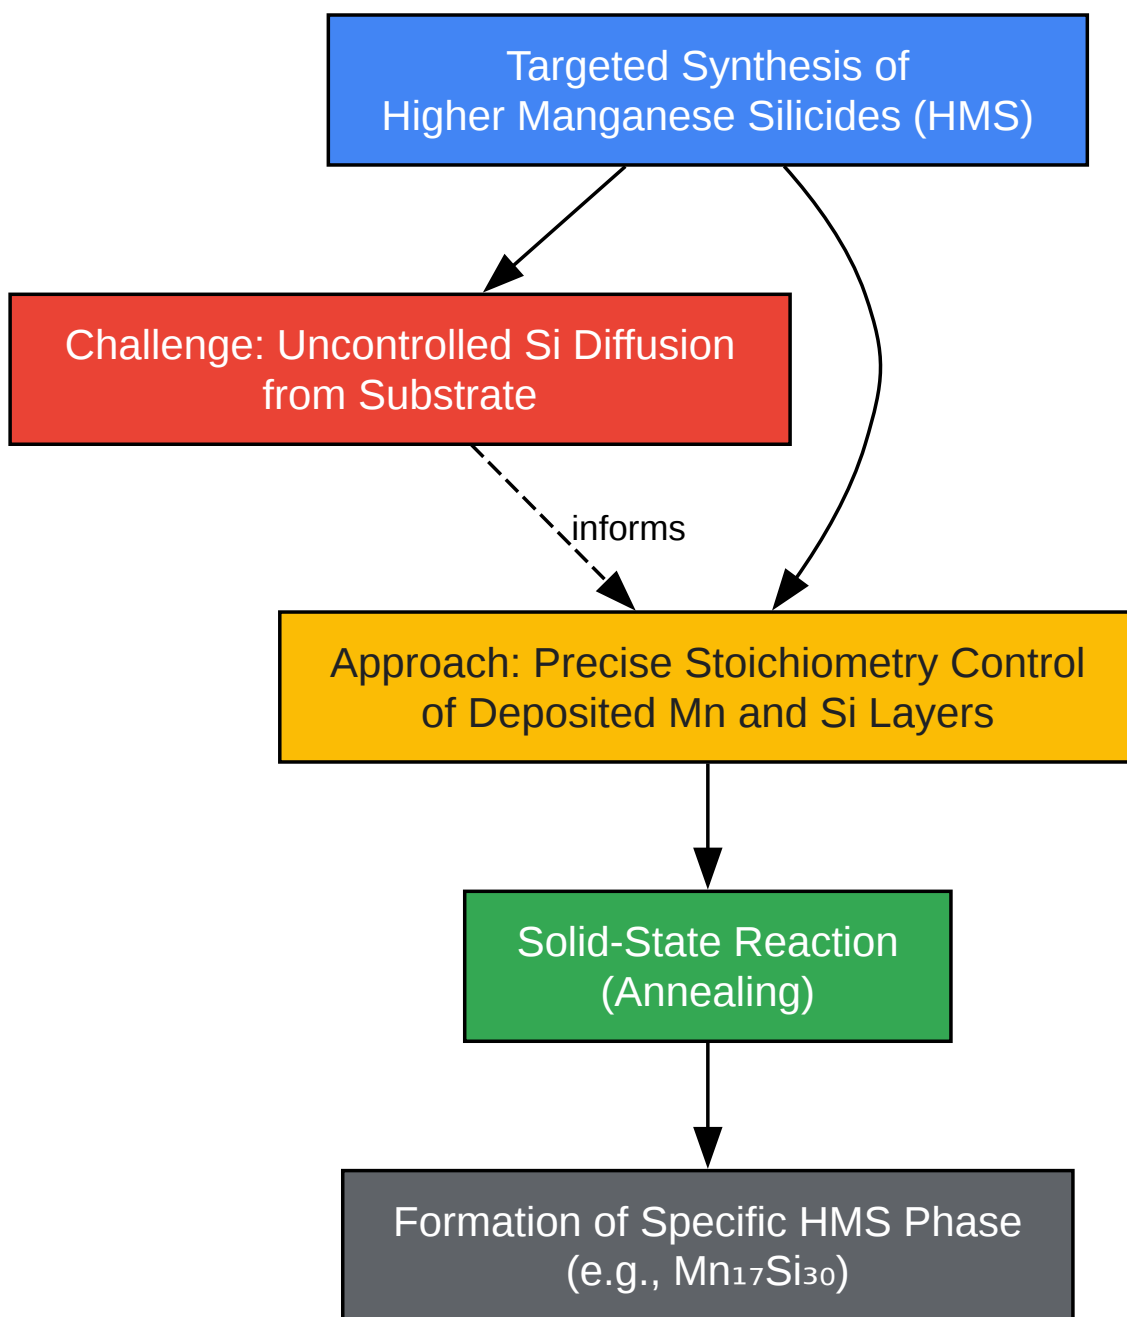 Targeted Synthesis of
Higher Manganese Silicides (HMS)
Challenge: Uncontrolled Si Diffusion
from Substrate
informs
Approach: Precise Stoichiometry Control
of Deposited Mn and Si Layers
Solid-State Reaction
(Annealing)
Formation of Specific HMS Phase
(e.g., Mn₁₇Si₃₀)